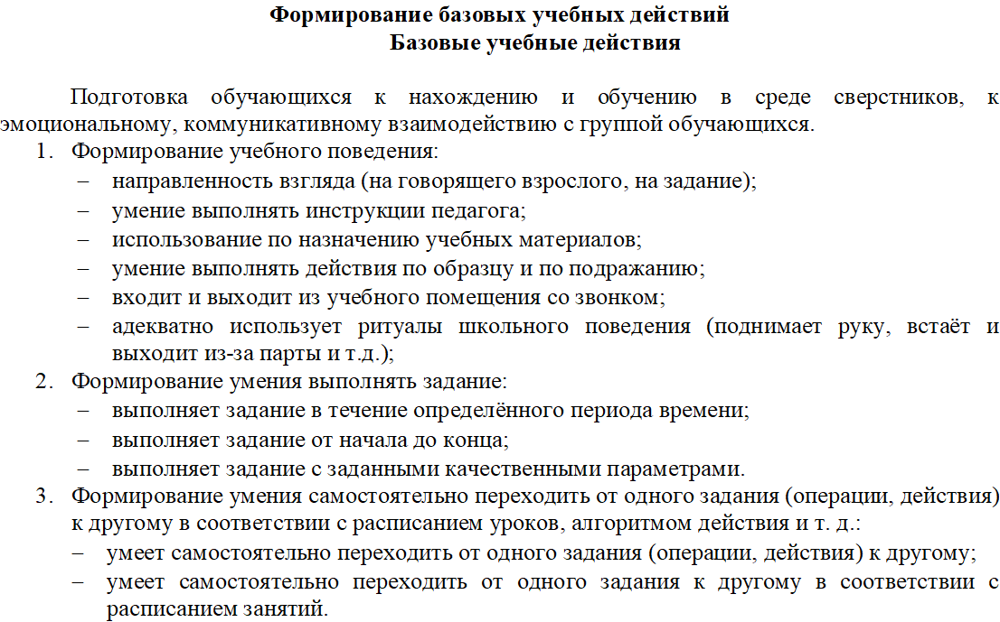 Формирование базовых учебных действий
Базовые учебные действия
Подготовка обучающихся к нахождению и обучению в среде сверстников, к
эмоциональному, коммуникативному взаимодействию с группой обучающихся.
1. Формирование учебного поведения:
– направленность взгляда (на говорящего взрослого, на задание);
– умение выполнять инструкции педагога;
– использование по назначению учебных материалов;
– умение выполнять действия по образцу и по подражанию;
– входит и выходит из учебного помещения со звонком;
– адекватно использует ритуалы школьного поведения (поднимает руку, встаёт и
выходит из-за парты и т.д.);
2. Формирование умения выполнять задание:
– выполняет задание в течение определённого периода времени;
– выполняет задание от начала до конца;
– выполняет задание с заданными качественными параметрами.
3. Формирование умения самостоятельно переходить от одного задания (операции, действия)
к другому в соответствии с расписанием уроков, алгоритмом действия и т. д.:
– умеет самостоятельно переходить от одного задания (операции, действия) к другому;
– умеет самостоятельно переходить от одного задания к другому в соответствии с
расписанием занятий.